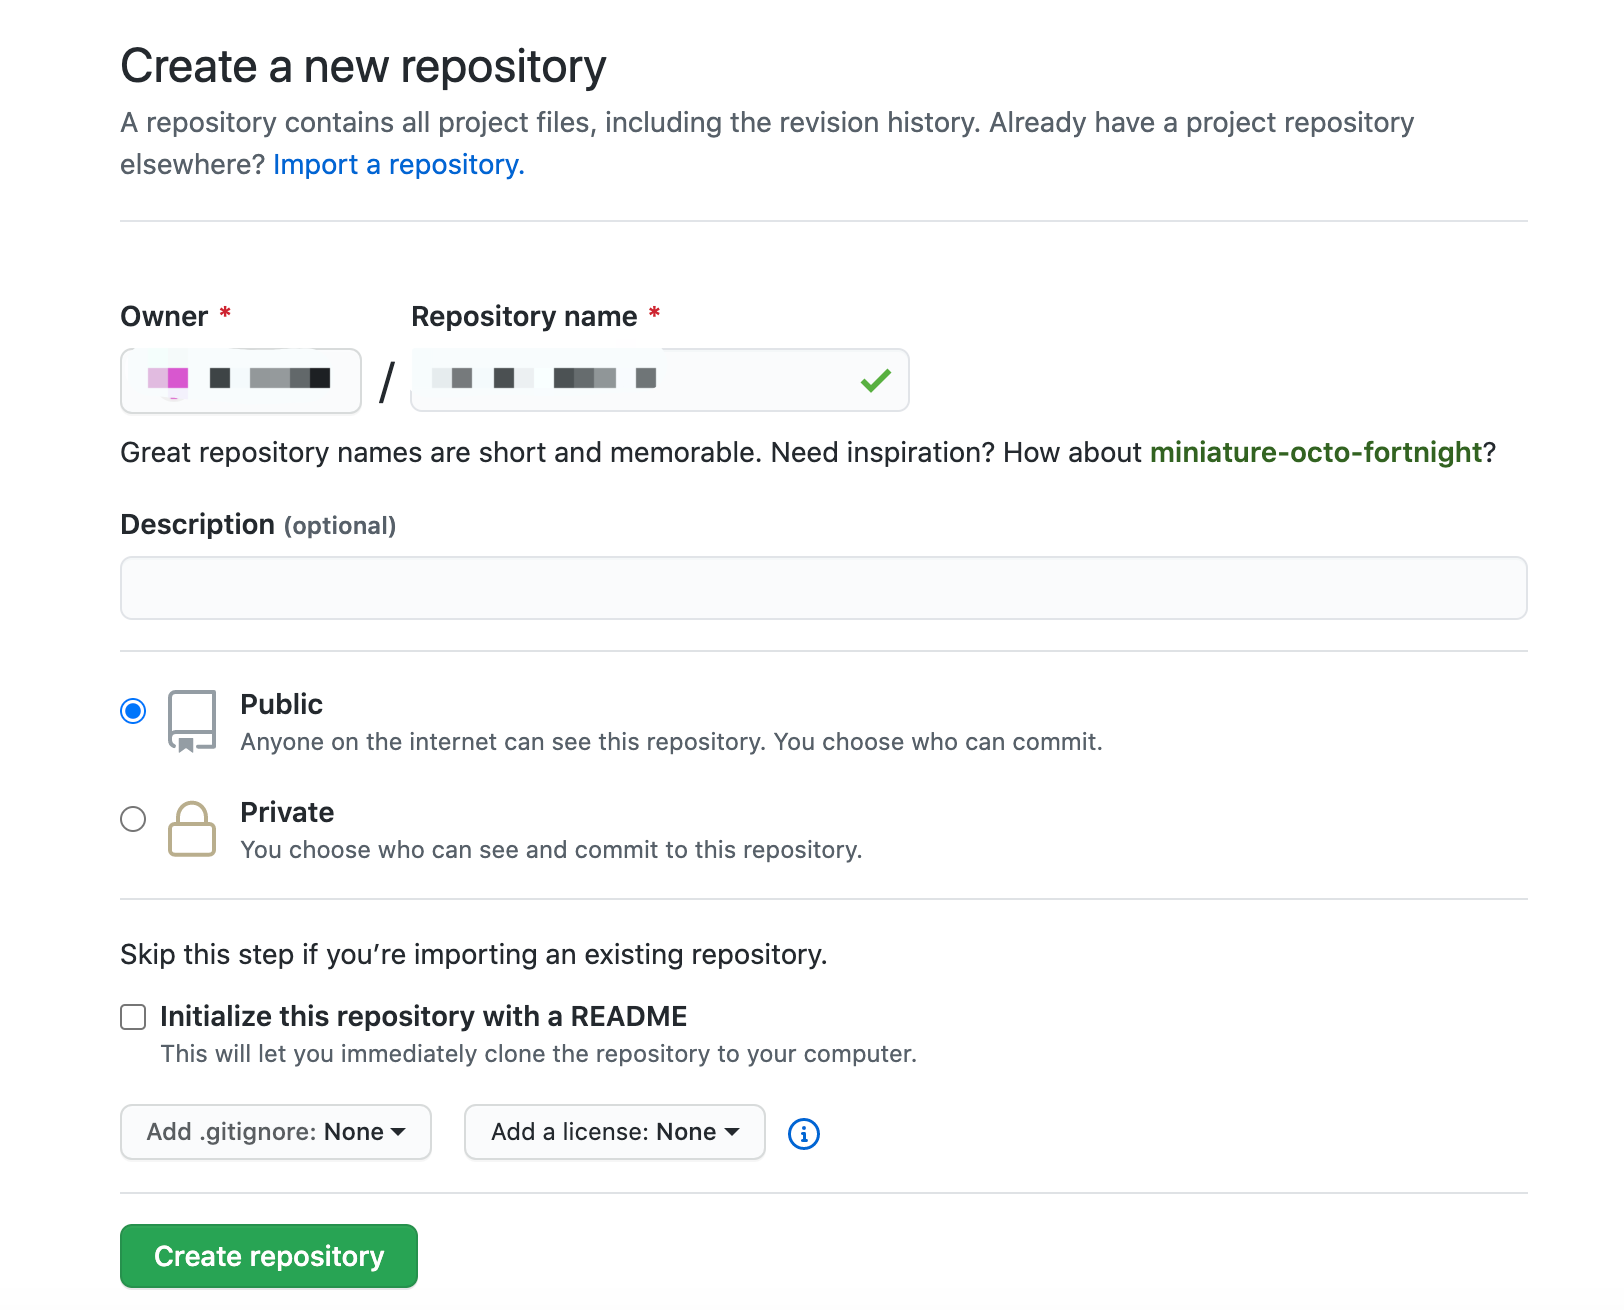 Create a new repository
A repository contains all project files, including the revision history. Already have a project repository
elsewhere? Import a repository.
Owner * Repository name *
/
Great repository names are short and memorable. Need inspiration? How about miniature-octo-fortnight?
Description (optional)
Public
Anyone on the internet can see this repository. You choose who can commit.
Private
You choose who can see and commit to this repository.
Skip this step if you’re importing an existing repository.
Initialize this repository with a README
This will let you immediately clone the repository to your computer.
Add .gitignore: None Add a license: None
Create repository